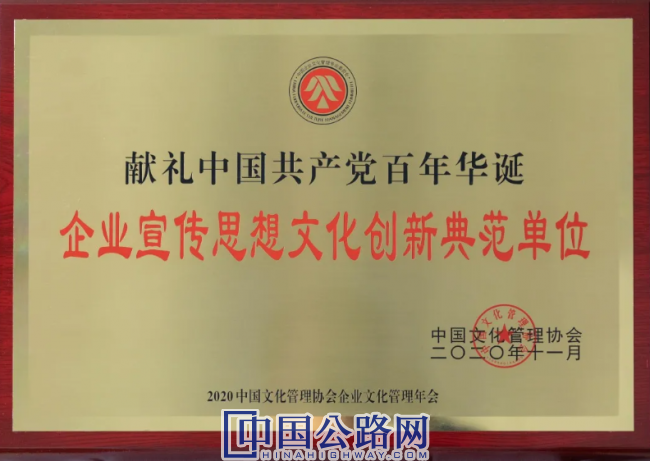 献礼中国共产党百年华诞
企业宣传思想文化创新典范单位
中国文化管理协会
二〇二〇年十一月
2020中国文化管理协会企业文化管理年会
中国公路网
CHINAHIGHWAY.COM